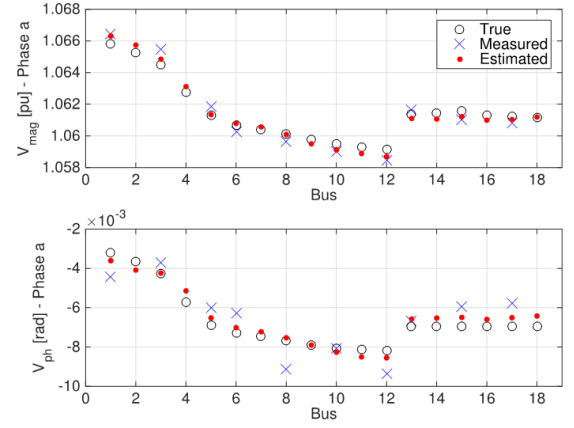 1.068
1.066
1.064
1.062
1.06
1.058
V_mag [pu] - Phase a
True
Measured
Estimated
0 2 4 6 8 10 12 14 16 18
Bus
× 10^-3
-2
-4
-6
-8
-10
V_ph [rad] - Phase a
0 2 4 6 8 10 12 14 16 18
Bus